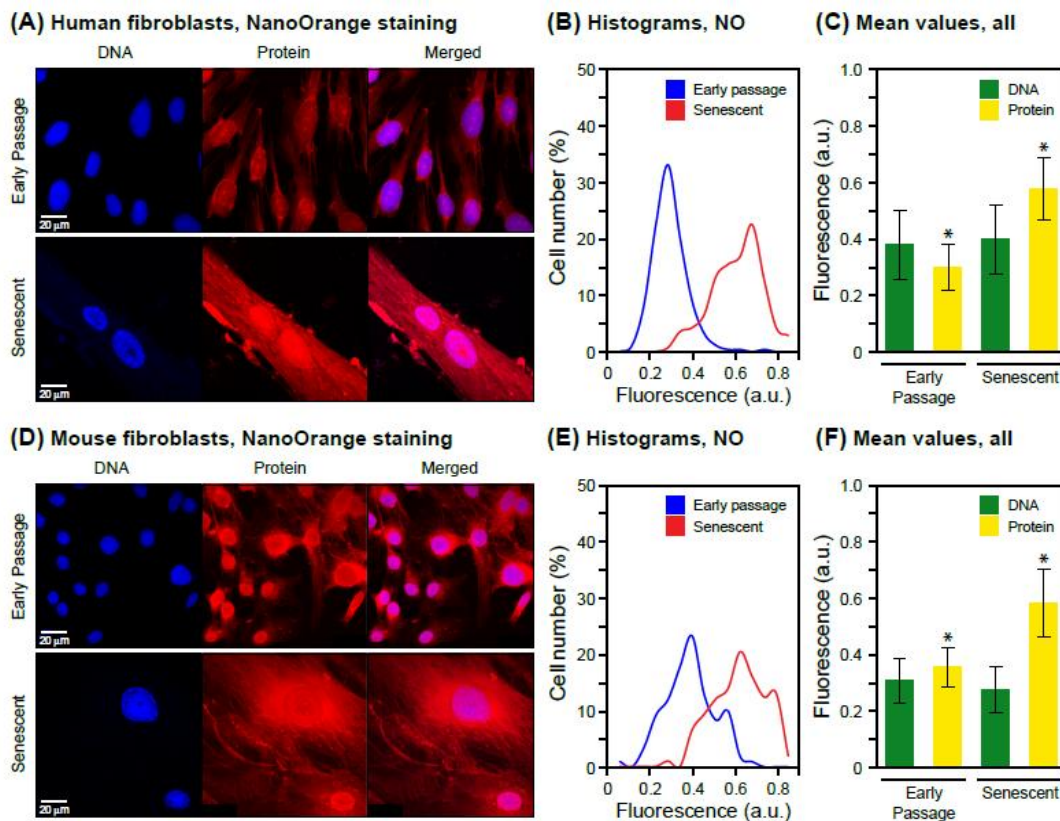 (A) Human fibroblasts, NanoOrange staining
DNA Protein Merged
Early Passage
20 µm
Senescent
20 µm
(B) Histograms, NO
50
40
30
20
10
0
Cell number (%)
Early passage
Senescent
0 0.2 0.4 0.6 0.8
Fluorescence (a.u.)
(C) Mean values, all
1.0
0.8
0.6
0.4
0.2
0
Fluorescence (a.u.)
DNA
Protein
*
*
Early Passage
Senescent
(D) Mouse fibroblasts, NanoOrange staining
DNA Protein Merged
Early Passage
20 µm
Senescent
20 µm
(E) Histograms, NO
50
40
30
20
10
0
Cell number (%)
Early passage
Senescent
0 0.2 0.4 0.6 0.8
Fluorescence (a.u.)
(F) Mean values, all
1.0
0.8
0.6
0.4
0.2
0
Fluorescence (a.u.)
DNA
Protein
*
*
Early Passage
Senescent